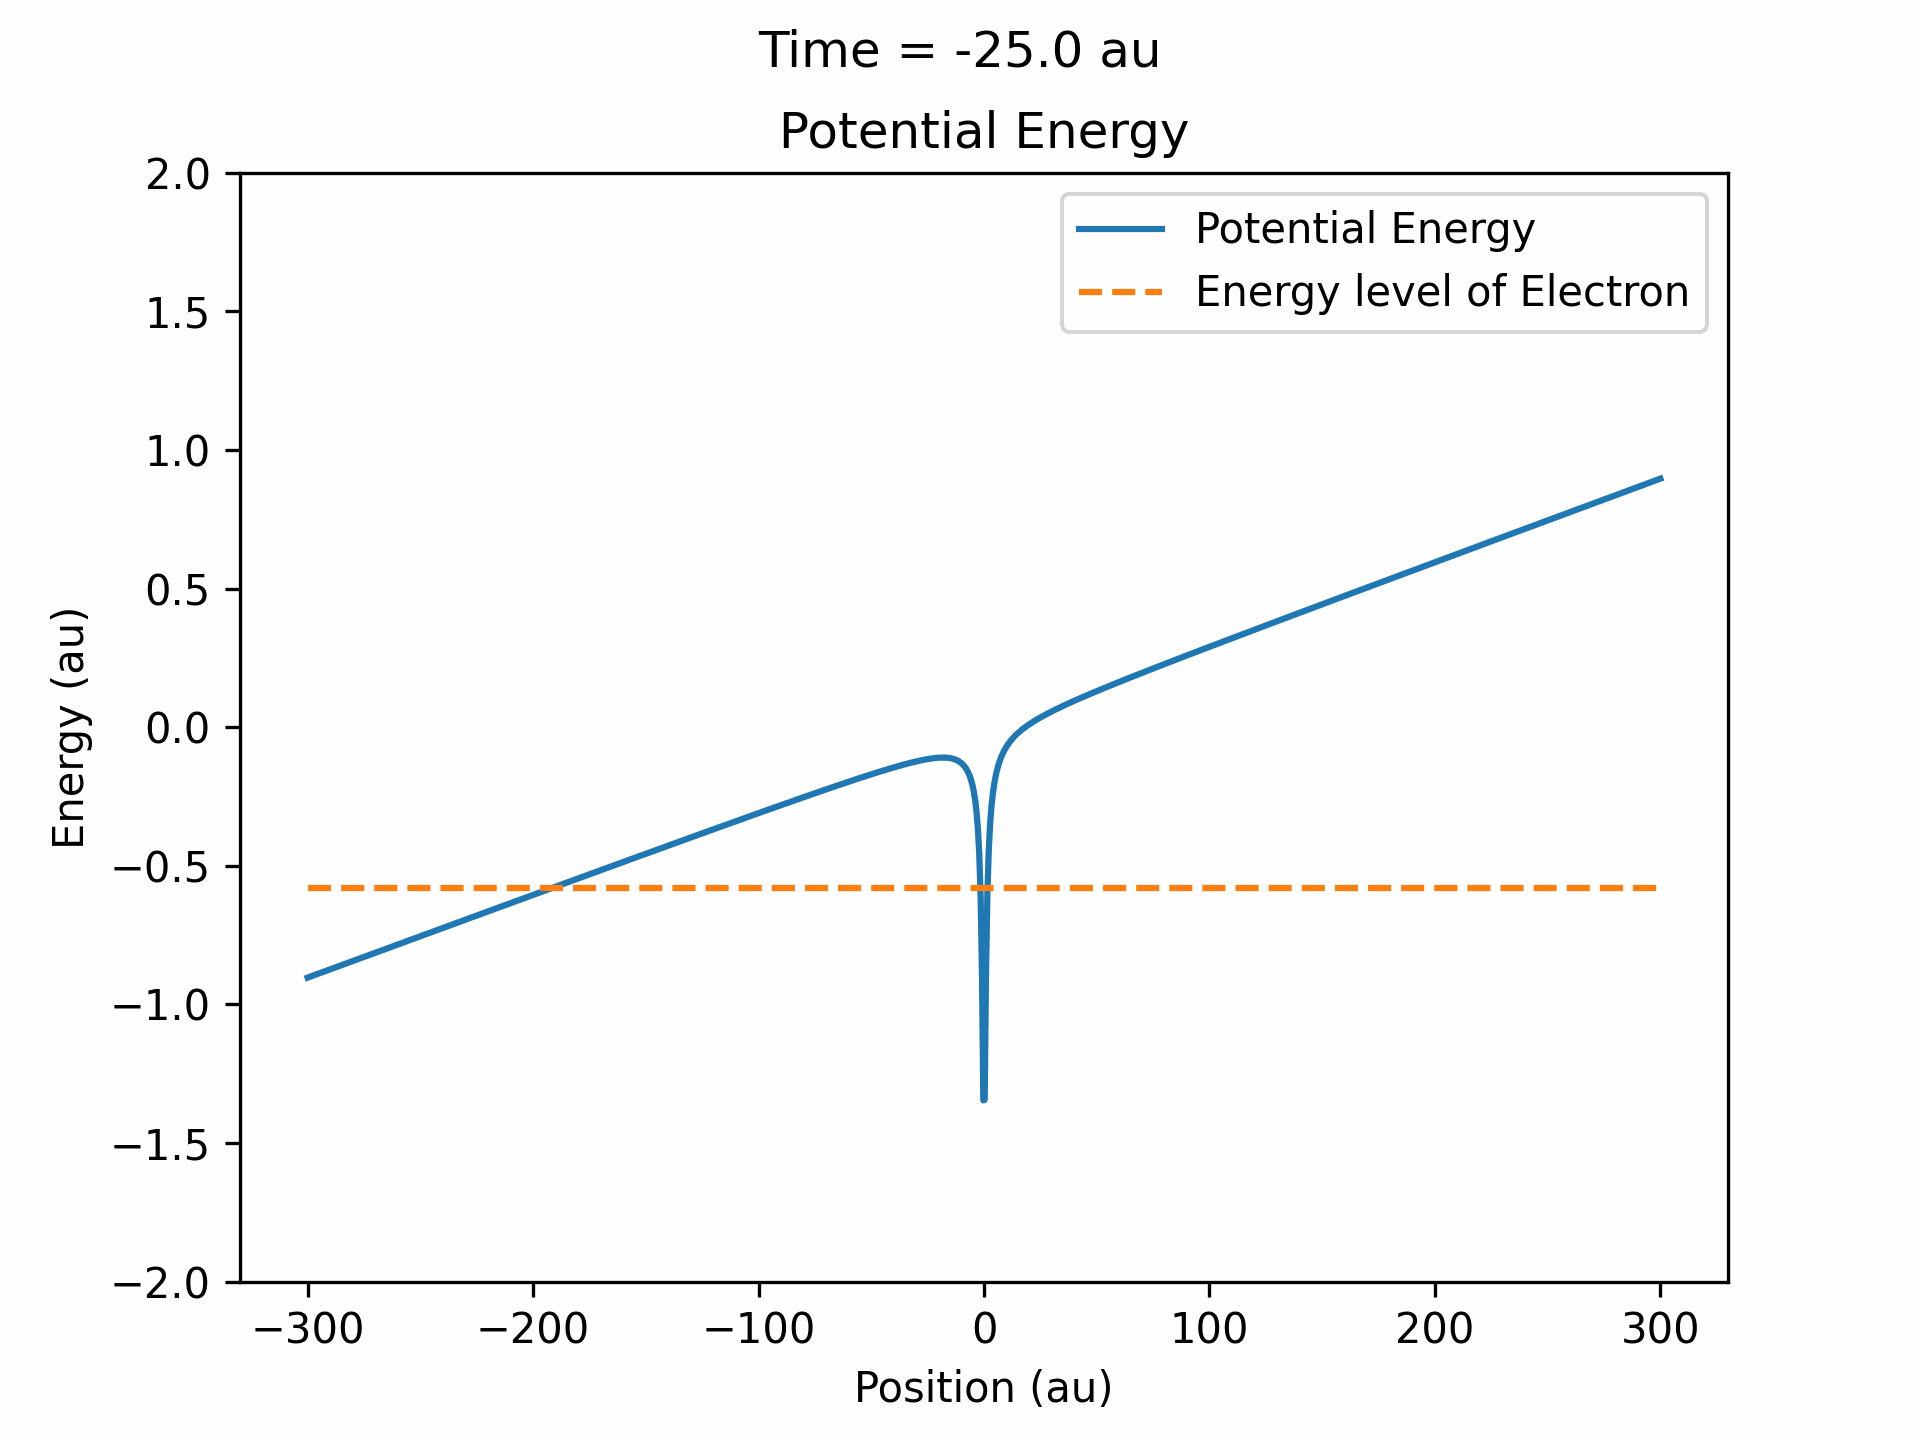 Time = -25.0 au
Potential Energy
2.0
1.5
1.0
0.5
0.0
−0.5
−1.0
−1.5
−2.0
Energy (au)
Potential Energy
Energy level of Electron
−300
−200
−100
0
100
200
300
Position (au)